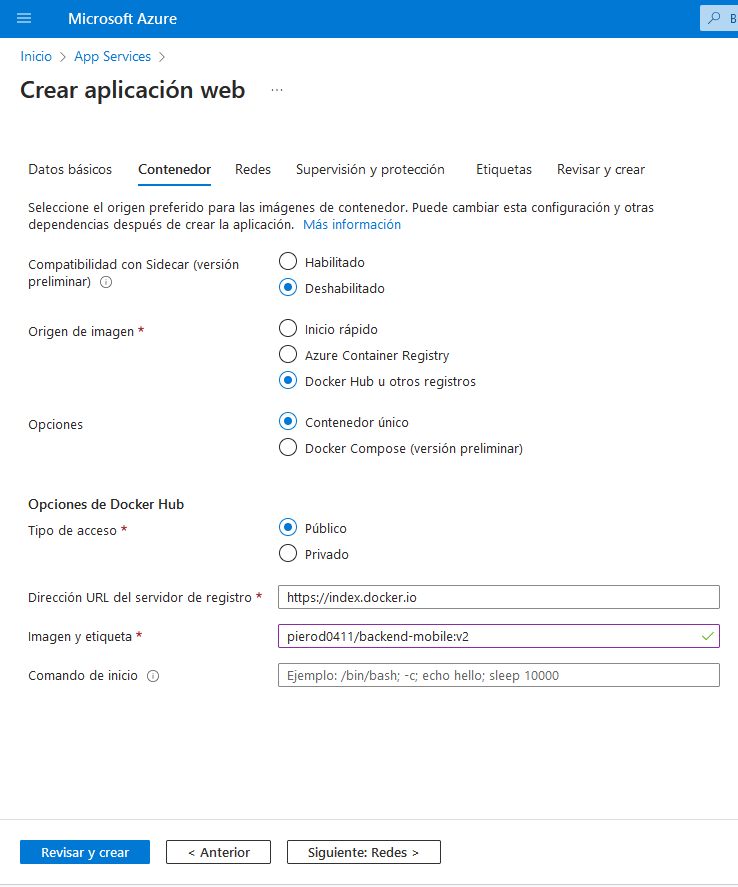 Microsoft Azure
B
Inicio > App Services >
Crear aplicación web ...
Datos básicos Contenedor Redes Supervisión y protección Etiquetas Revisar y crear
Seleccione el origen preferido para las imágenes de contenedor. Puede cambiar esta configuración y otras
dependencias después de crear la aplicación. Más información
Compatibilidad con Sidecar (versión
preliminar)
Habilitado
Deshabilitado
Origen de imagen *
Inicio rápido
Azure Container Registry
Docker Hub u otros registros
Opciones
Contenedor único
Docker Compose (versión preliminar)
Opciones de Docker Hub
Tipo de acceso *
Público
Privado
Dirección URL del servidor de registro * https://index.docker.io
Imagen y etiqueta * pierod0411/backend-mobile:v2
Comando de inicio Ejemplo: /bin/bash; -c; echo hello; sleep 10000
Revisar y crear < Anterior Siguiente: Redes >